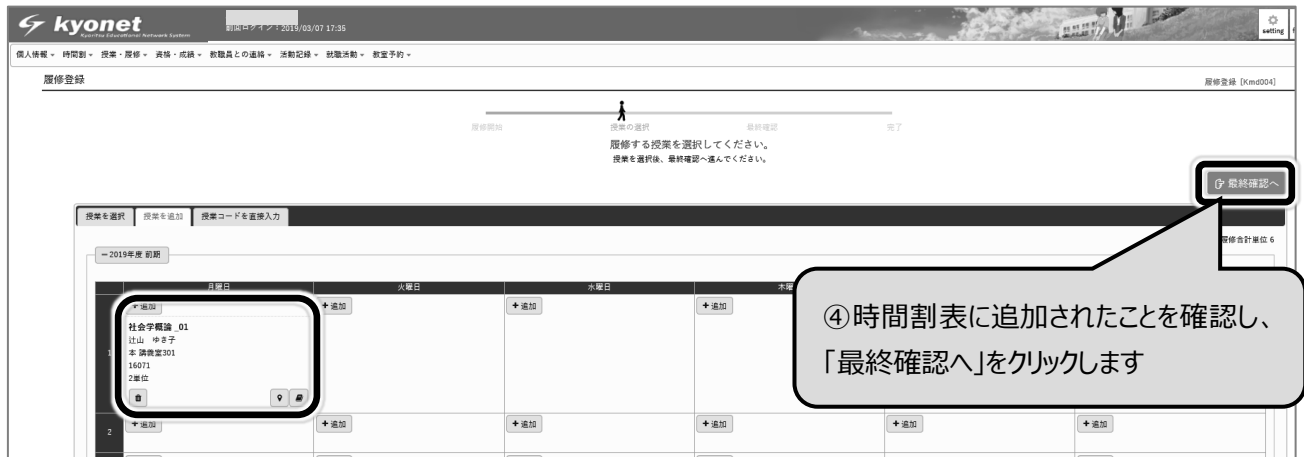 kyonet
Kyoritsu Educational Network System
前回ログイン：2019/03/07 17:35
setting
個人情報 時間割 授業・履修 資格・成績 教職員との連絡 活動記録 就職活動 教室予約
履修登録
履修登録 [Kmd004]
履修開始 授業の選択 最終確認 完了
履修する授業を選択してください。
授業を選択後、最終確認へ進んでください。
最終確認へ
授業を選択 授業を追加 授業コードを直接入力
履修合計単位 6
2019年度 前期
月曜日 火曜日 水曜日 木曜
+追加 +追加 +追加 +追加
1
社会学概論 _01
辻山 ゆき子
本 講義室301
16071
2単位
④時間割表に追加されたことを確認し、
「最終確認へ」をクリックします
2
+追加 +追加 +追加 +追加 +追加 +追加